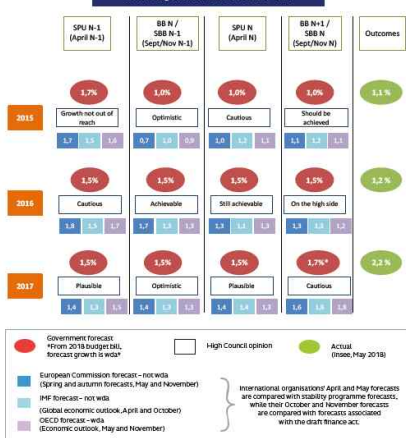 SPU N-1 BB N / SPU N BB N+1 / Outcomes
(April N-1) SBB N-1 (April N) SBB N
(Sept/Nov N-1) (Sept/Nov N)
1,7% 1,0% 1,0% 1,0% 1,1 %
2015 Growth not out of reach Optimistic Cautious Should be achieved
1,7 1,5 1,6 0,7 1,0 0,9 1,0 1,2 1,1 1,1 1,2 1,1
1,5% 1,5% 1,5% 1,5% 1,2 %
2016 Cautious Achievable Still achievable On the high side
1,8 1,5 1,7 1,7 1,3 1,3 1,3 1,1 1,3 1,3 1,3 1,2
1,5% 1,5% 1,5% 1,7%* 2,2 %
2017 Plausible Optimistic Plausible Cautious
1,4 1,3 1,5 1,4 1,3 1,3 1,4 1,4 1,3 1,6 1,6 1,8
Government forecast
*From 2018 budget bill,
forecast growth is wda*
High Council opinion
Actual
(Insee, May 2018)
European Commission forecast – not wda
(Spring and autumn forecasts, May and November)
IMF forecast – not wda
(Global economic outlook, April and October)
OECD forecast – wda
(Economic outlook, May and November)
International organisations' April and May forecasts
are compared with stability programme forecasts,
while their October and November forecasts
are compared with forecasts associated
with the draft finance act.